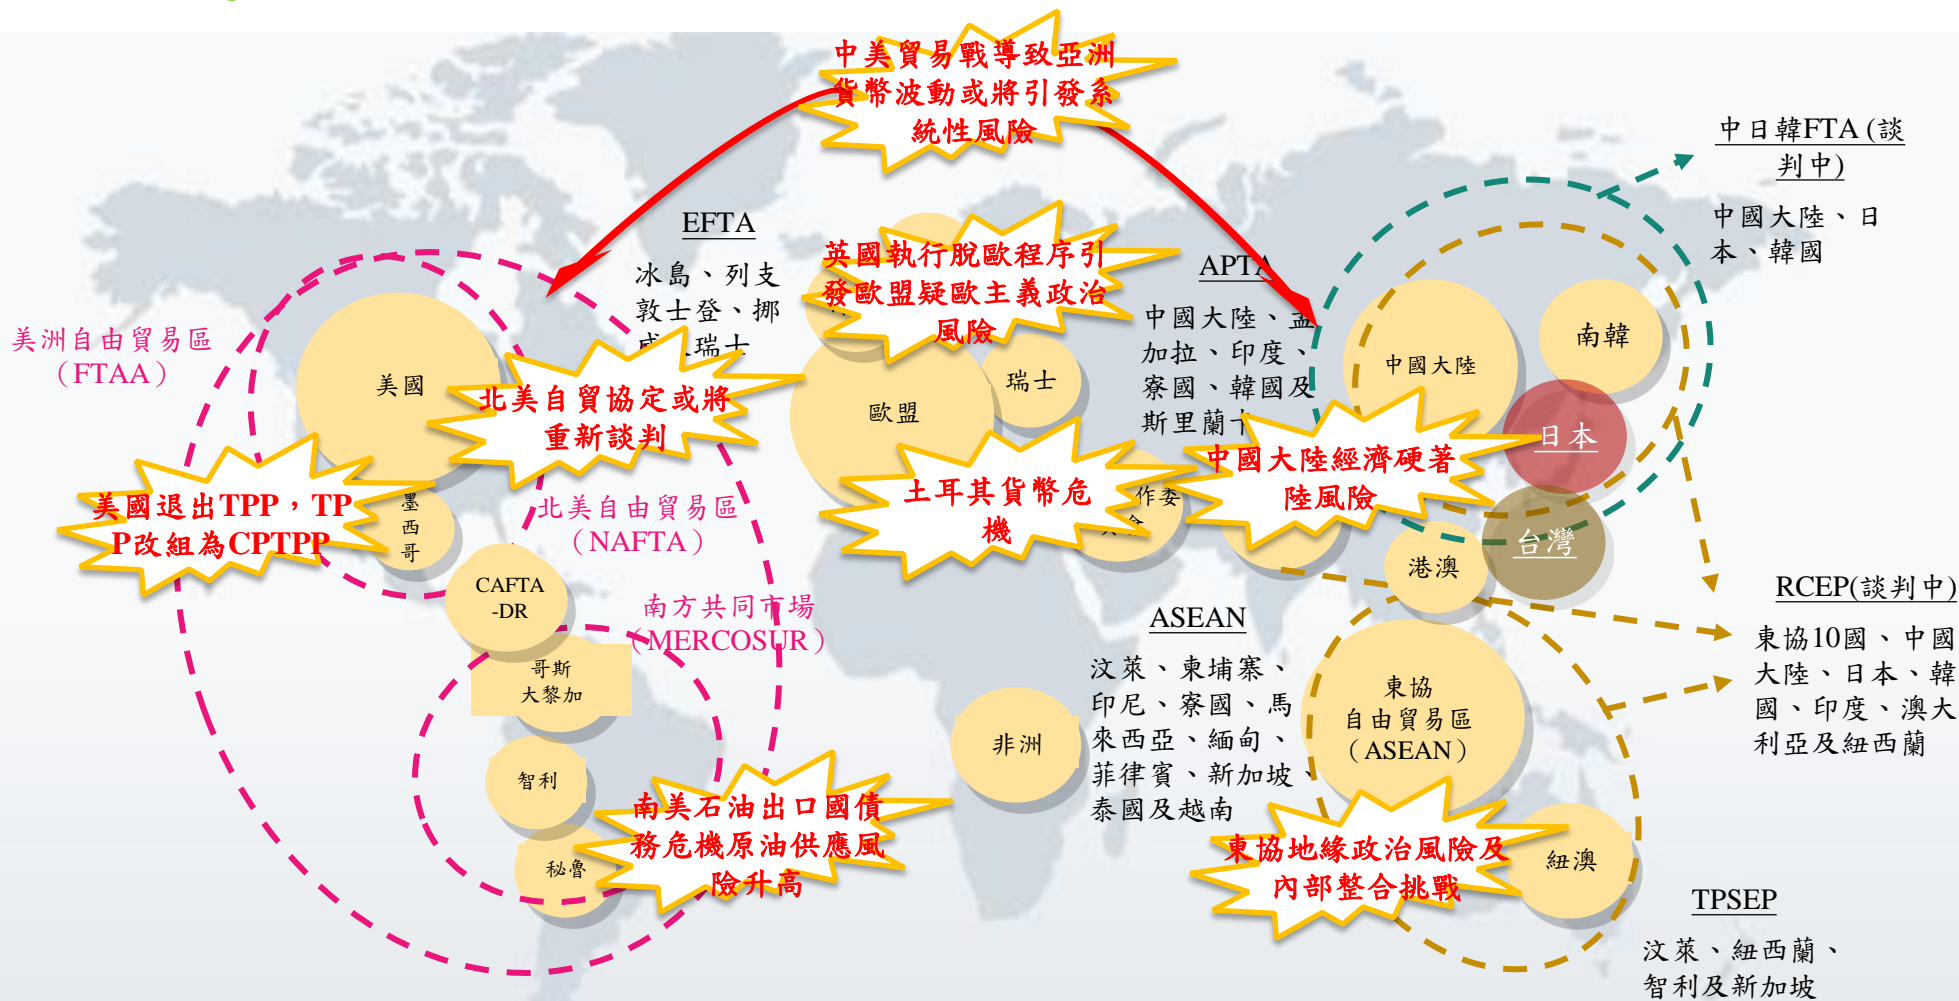 中美貿易戰導致亞洲
貨幣波動或將引發系
統性風險
中日韓FTA (談
判中)
中國大陸、日
本、韓國
EFTA
冰島、列支
敦士登、挪
瑞士
英國執行脫歐程序引
發歐盟疑歐主義政治
風險
APTA
中國大陸、孟
加拉、印度、
寮國、韓國及
斯里蘭卡
美洲自由貿易區
（FTAA）
美國
北美自貿協定或將
重新談判
歐盟
瑞士
中國大陸
南韓
日本
台灣
中國大陸經濟硬著
陸風險
土耳其貨幣危
機
作委
美國退出TPP，TP
P改組為CPTPP
墨
西
哥
北美自由貿易區
（NAFTA）
港澳
CAFTA
-DR
南方共同市場
（MERCOSUR）
哥斯
大黎加
智利
秘魯
南美石油出口國債
務危機原油供應風
險升高
非洲
ASEAN
汶萊、柬埔寨、
印尼、寮國、馬
來西亞、緬甸、
菲律賓、新加坡、
泰國及越南
東協
自由貿易區
（ASEAN）
東協地緣政治風險及
內部整合挑戰
紐澳
RCEP(談判中)
東協10國、中國
大陸、日本、韓
國、印度、澳大
利亞及紐西蘭
TPSEP
汶萊、紐西蘭、
智利及新加坡